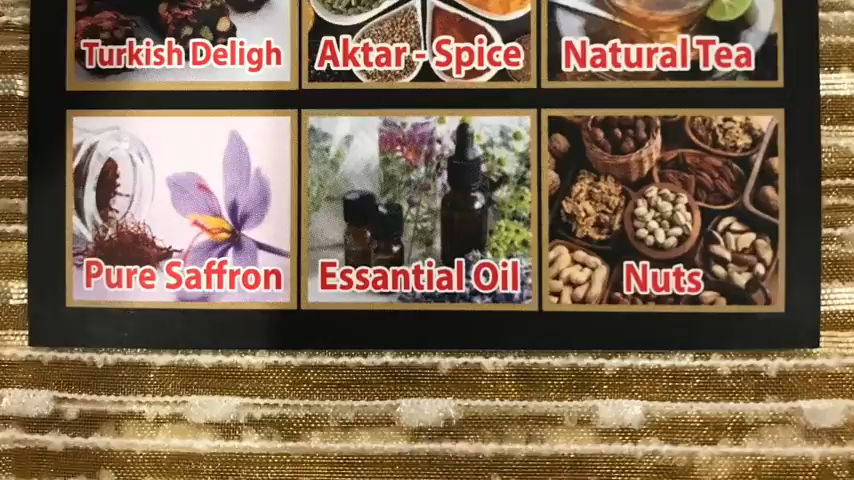 Turkish Deligh
Aktar - Spice
Natural Tea
Pure Saffron
Essantial Oil
Nuts